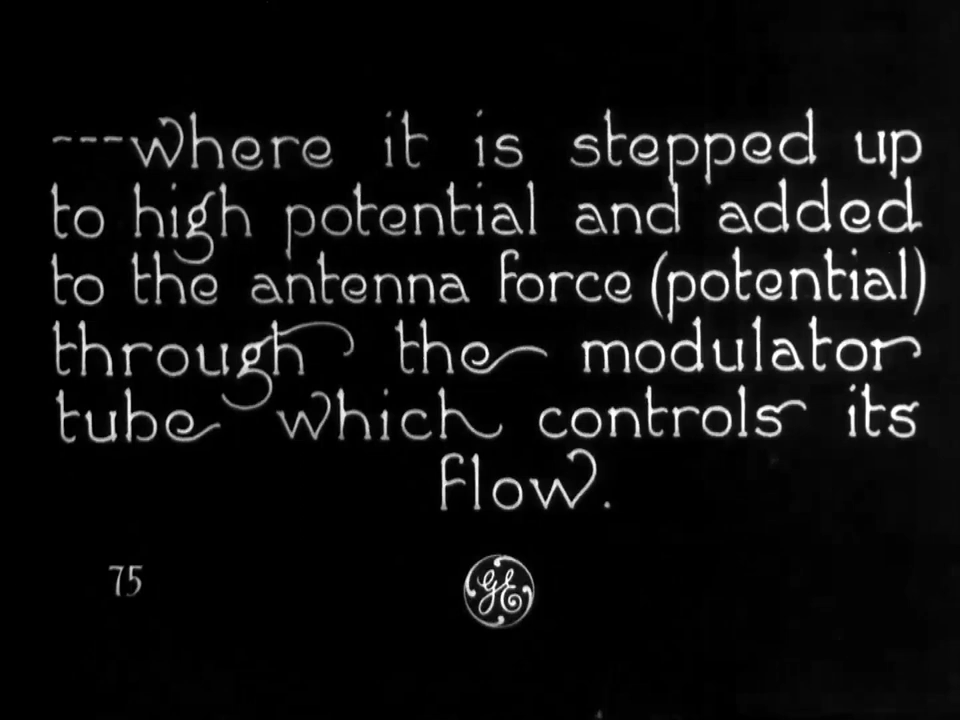 ---where it is stepped up
to high potential and added
to the antenna force (potential)
through the modulator
tube which controls its
flow.
75
GE